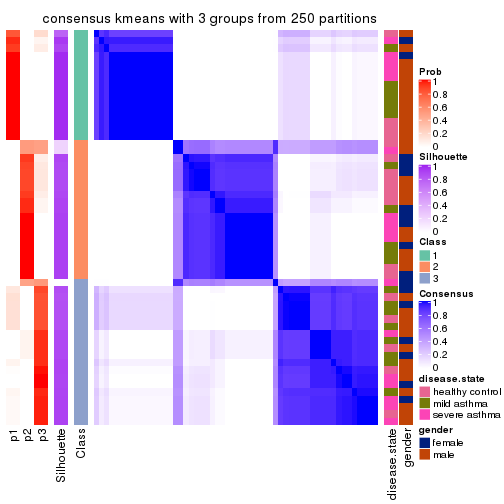 consensus kmeans with 3 groups from 250 partitions
Prob
1
0.8
0.6
0.4
0.2
0
Silhouette
1
0.8
0.6
0.4
0.2
0
Class
1
2
3
Consensus
1
0.8
0.6
0.4
0.2
0
disease.state
healthy control
mild asthma
severe asthma
gender
female
male
p1
p2
p3
Silhouette
Class
disease.state
gender